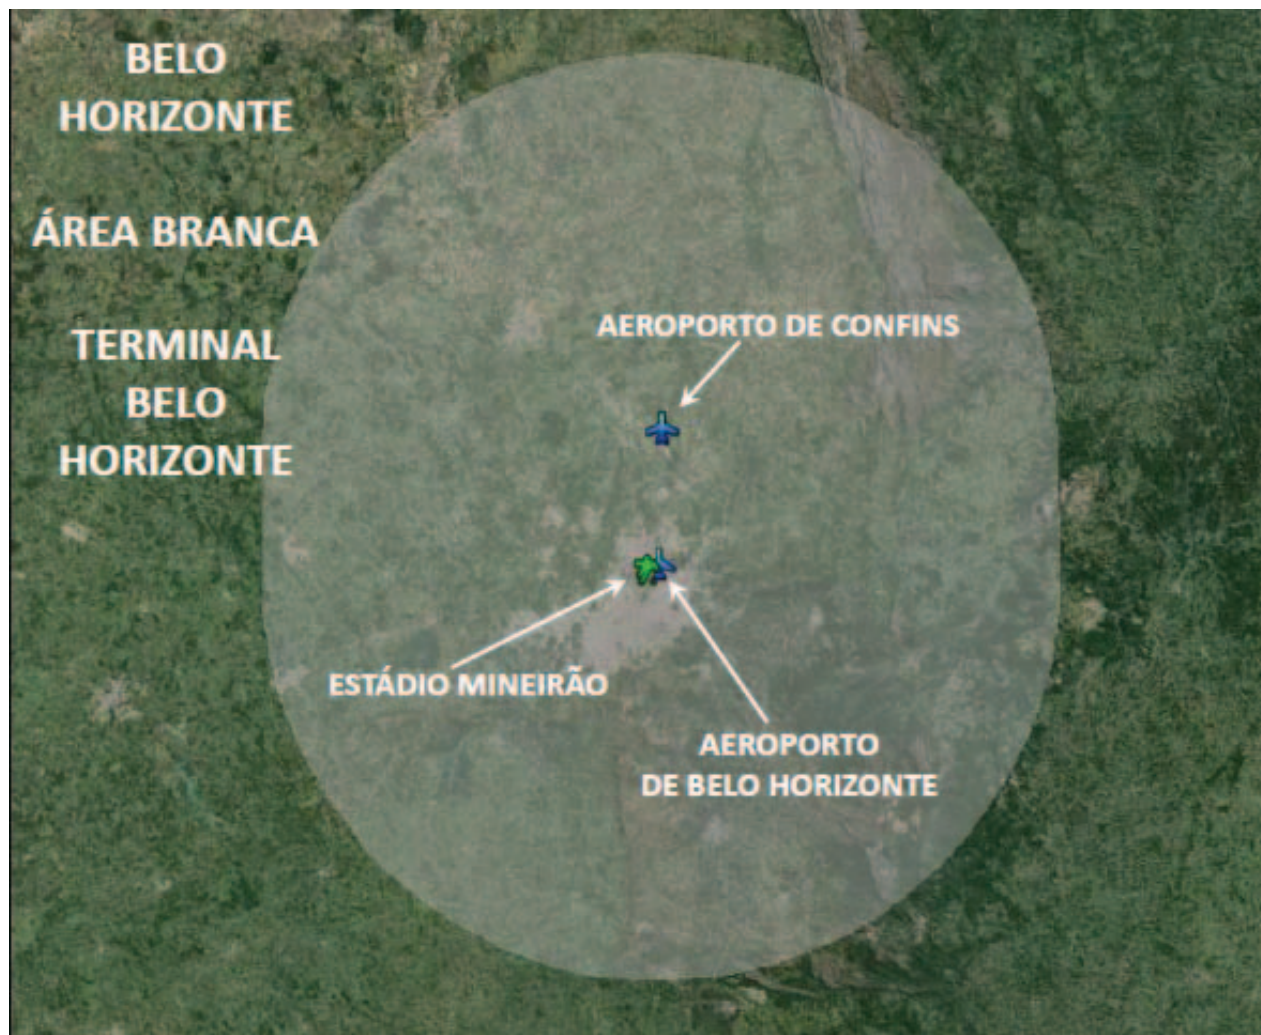 BELO
HORIZONTE
ÁREA BRANCA
TERMINAL
BELO
HORIZONTE
AEROPORTO DE CONFINS
ESTÁDIO MINEIRÃO
AEROPORTO
DE BELO HORIZONTE